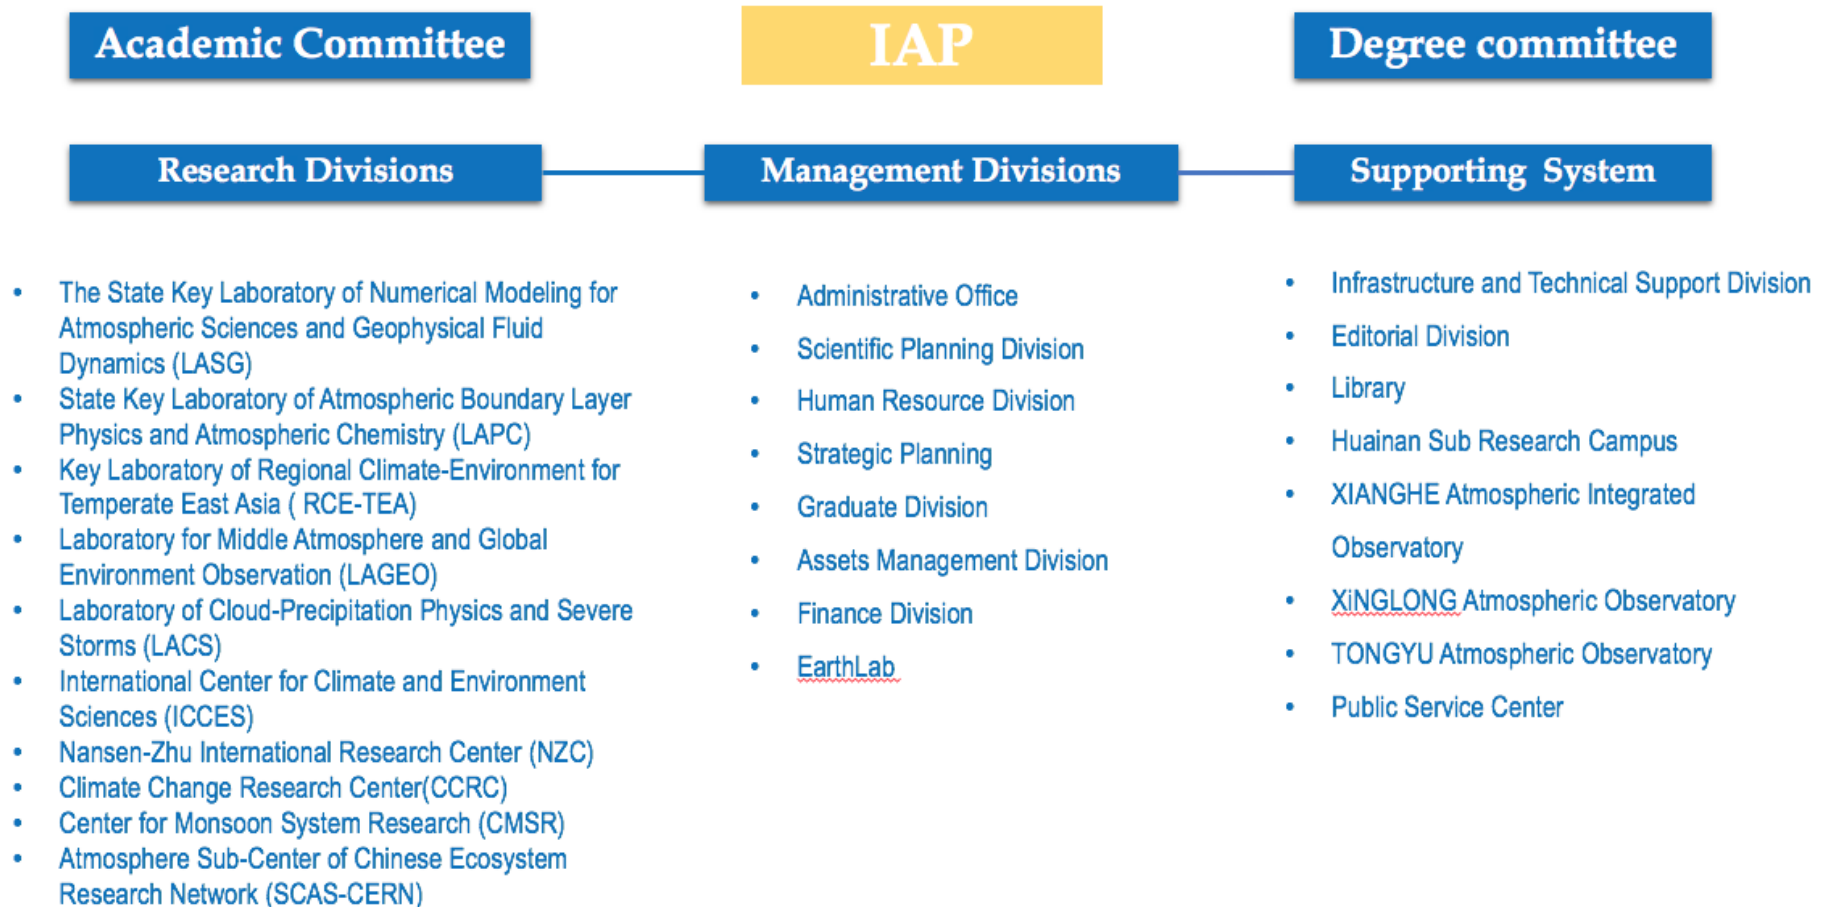 Academic Committee
IAP
Degree committee
Research Divisions
Management Divisions
Supporting System
• The State Key Laboratory of Numerical Modeling for
Atmospheric Sciences and Geophysical Fluid
Dynamics (LASG)
• State Key Laboratory of Atmospheric Boundary Layer
Physics and Atmospheric Chemistry (LAPC)
• Key Laboratory of Regional Climate-Environment for
Temperate East Asia ( RCE-TEA)
• Laboratory for Middle Atmosphere and Global
Environment Observation (LAGEO)
• Laboratory of Cloud-Precipitation Physics and Severe
Storms (LACS)
• International Center for Climate and Environment
Sciences (ICCES)
• Nansen-Zhu International Research Center (NZC)
• Climate Change Research Center(CCRC)
• Center for Monsoon System Research (CMSR)
• Atmosphere Sub-Center of Chinese Ecosystem
Research Network (SCAS-CERN)
• Administrative Office
• Scientific Planning Division
• Human Resource Division
• Strategic Planning
• Graduate Division
• Assets Management Division
• Finance Division
• EarthLab
• Infrastructure and Technical Support Division
• Editorial Division
• Library
• Huainan Sub Research Campus
• XIANGHE Atmospheric Integrated
Observatory
• XiNGLONG Atmospheric Observatory
• TONGYU Atmospheric Observatory
• Public Service Center